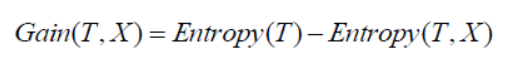 Gain(T, X) = Entropy(T) − Entropy(T, X)